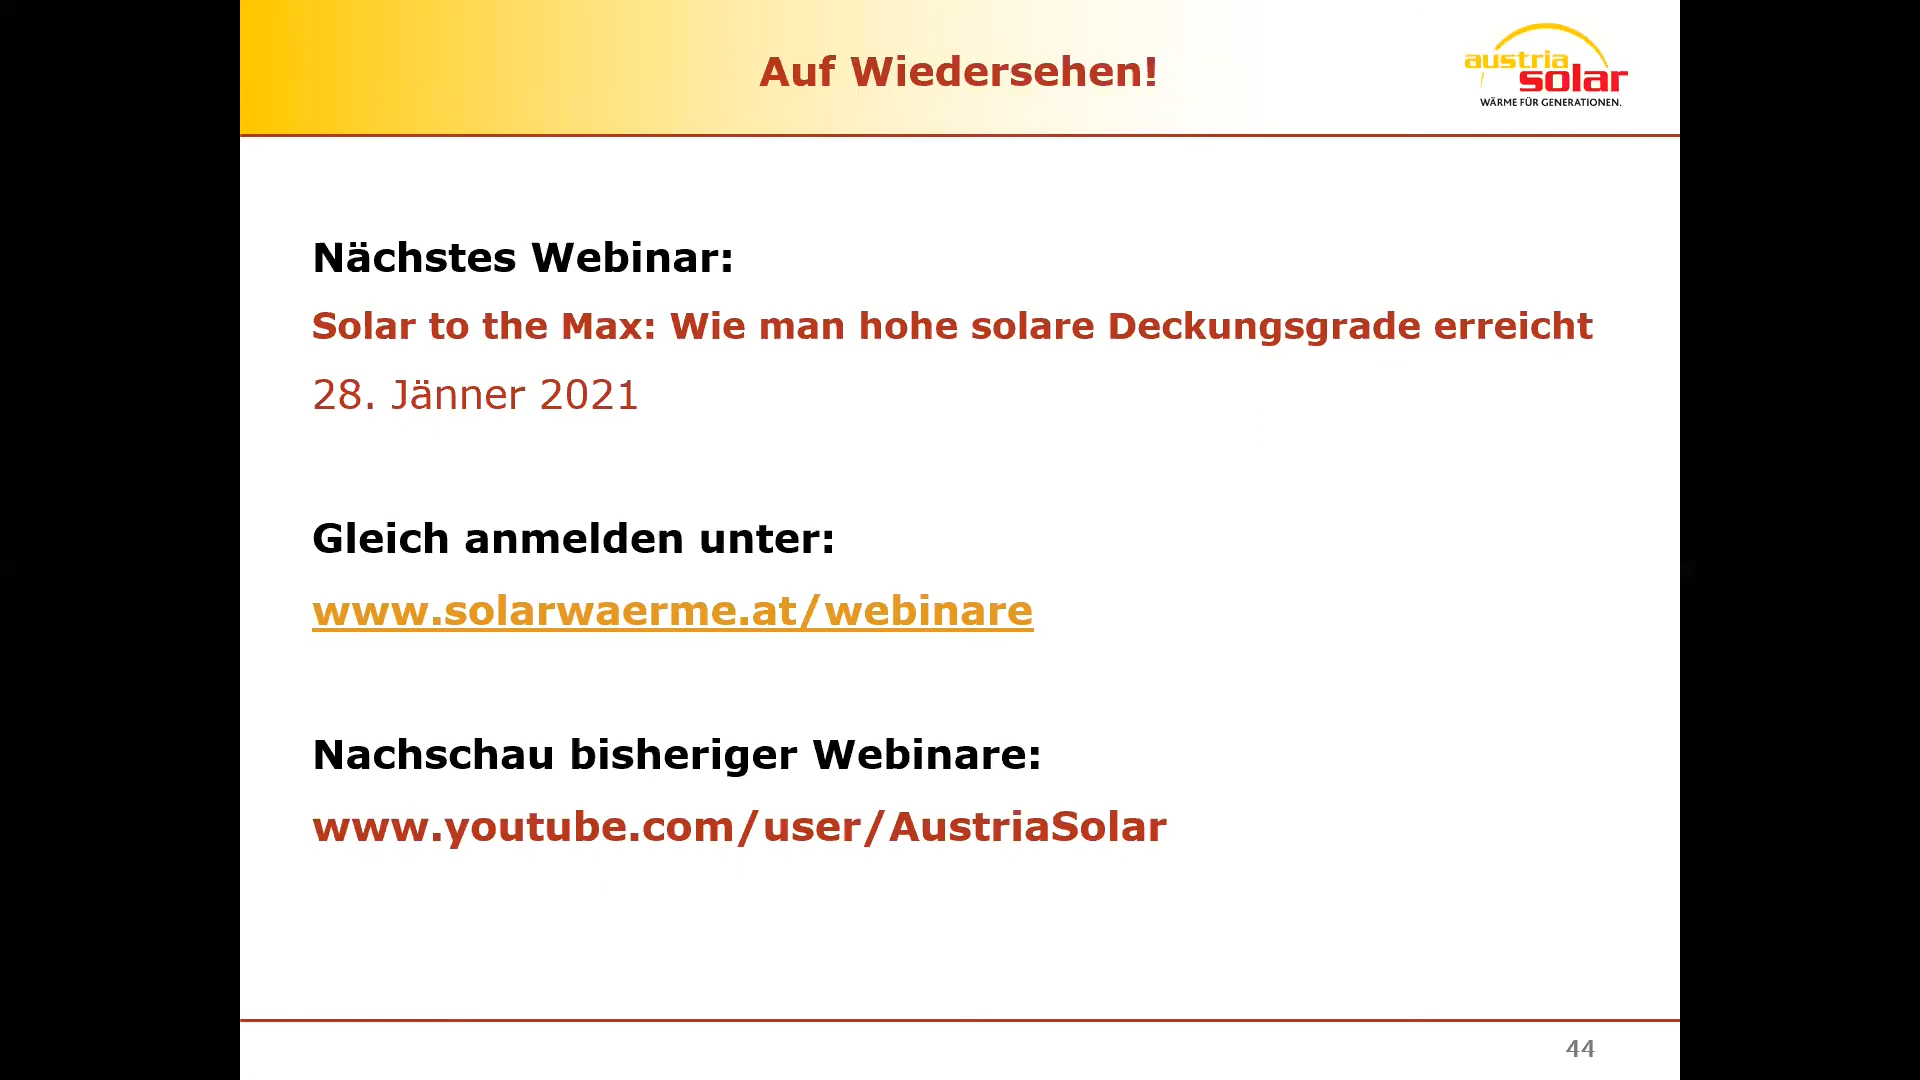 Auf Wiedersehen!
austria
solar
WÄRME FÜR GENERATIONEN.
Nächstes Webinar:
Solar to the Max: Wie man hohe solare Deckungsgrade erreicht
28. Jänner 2021
Gleich anmelden unter:
www.solarwaerme.at/webinare
Nachschau bisheriger Webinare:
www.youtube.com/user/AustriaSolar
44